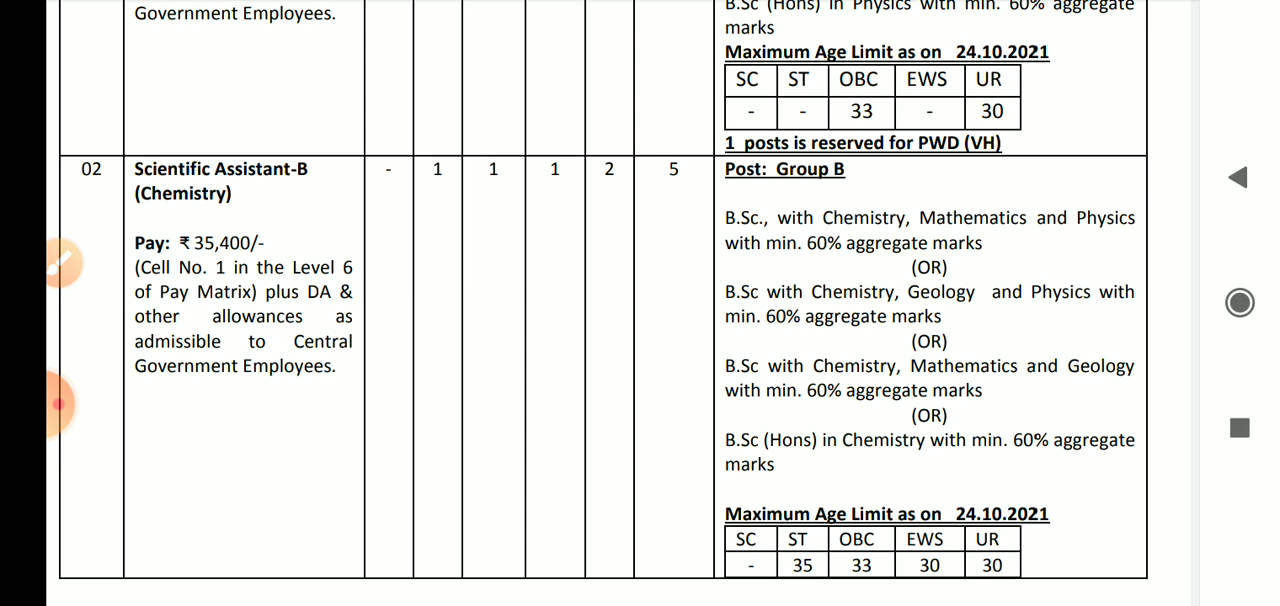 Government Employees.
B.Sc (Hons) in Physics with min. 60% aggregate
marks
Maximum Age Limit as on 24.10.2021
SC ST OBC EWS UR
- - 33 - 30
1 posts is reserved for PWD (VH)
02 Scientific Assistant-B - 1 1 1 2 5 Post: Group B
(Chemistry)
Pay: ₹ 35,400/-
(Cell No. 1 in the Level 6
of Pay Matrix) plus DA &
other allowances as
admissible to Central
Government Employees.
B.Sc., with Chemistry, Mathematics and Physics
with min. 60% aggregate marks
(OR)
B.Sc with Chemistry, Geology and Physics with
min. 60% aggregate marks
(OR)
B.Sc with Chemistry, Mathematics and Geology
with min. 60% aggregate marks
(OR)
B.Sc (Hons) in Chemistry with min. 60% aggregate
marks
Maximum Age Limit as on 24.10.2021
SC ST OBC EWS UR
- 35 33 30 30